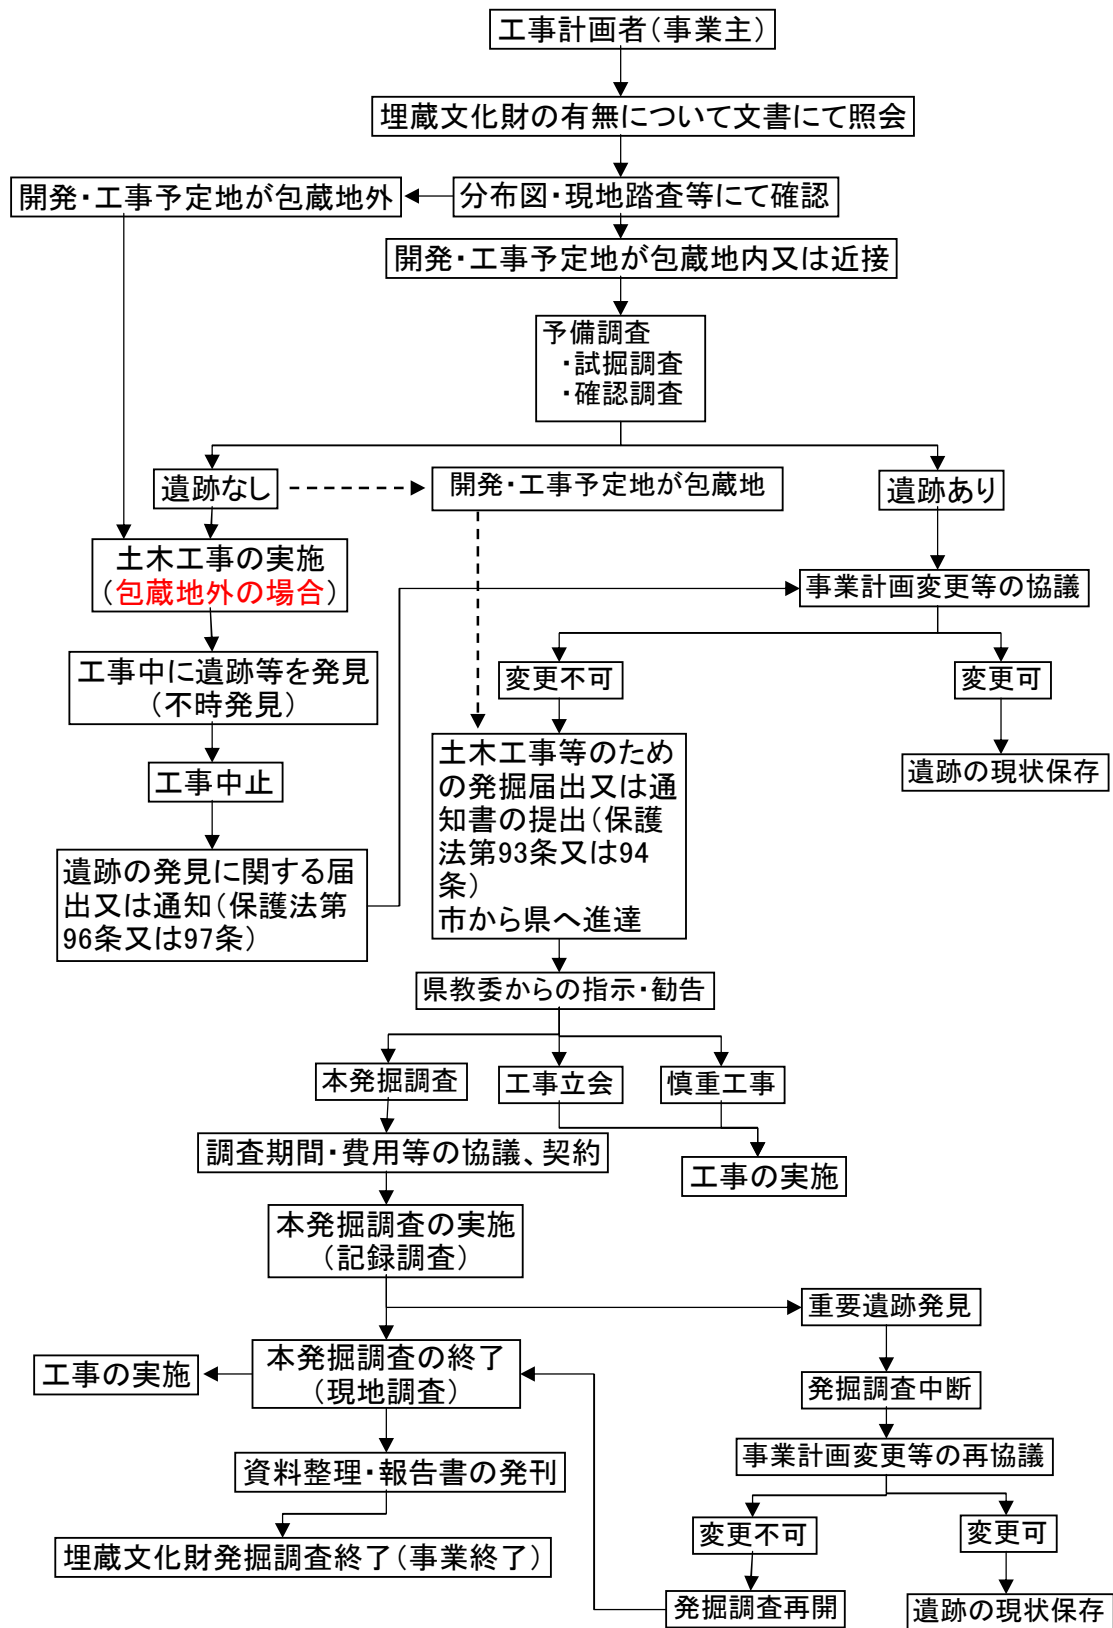 工事計画者（事業主）
埋蔵文化財の有無について文書にて照会
開発・工事予定地が包蔵地外
分布図・現地踏査等にて確認
開発・工事予定地が包蔵地内又は近接
予備調査
・試掘調査
・確認調査
遺跡なし
開発・工事予定地が包蔵地
遺跡あり
土木工事の実施
（包蔵地外の場合）
事業計画変更等の協議
工事中に遺跡等を発見
（不時発見）
変更不可
変更可
工事中止
土木工事等のため
の発掘届出又は通
知書の提出（保護
法第93条又は94
条）
市から県へ進達
遺跡の現状保存
遺跡の発見に関する届
出又は通知（保護法第
96条又は97条）
県教委からの指示・勧告
本発掘調査
工事立会
慎重工事
調査期間・費用等の協議、契約
工事の実施
本発掘調査の実施
（記録調査）
重要遺跡発見
工事の実施
本発掘調査の終了
（現地調査）
発掘調査中断
資料整理・報告書の発刊
事業計画変更等の再協議
埋蔵文化財発掘調査終了（事業終了）
変更不可
変更可
発掘調査再開
遺跡の現状保存